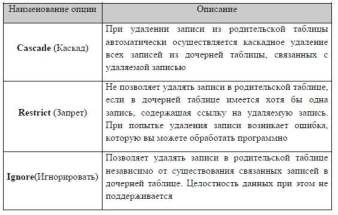 Наименование опции
Описание
Cascade (Каскад)
При удалении записи из родительской таблицы
автоматически осуществляется каскадное удаление
всех записей из дочерней таблицы, связанных с
удаляемой записью
Restrict (Запрет)
Не позволяет удалять записи в родительской таблице,
если в дочерней таблице имеется хотя бы одна
запись, содержащая ссылку на удаляемую запись.
При попытке удаления записи возникает ошибка,
которую вы можете обработать программно
Ignore(Игнорировать)
Позволяет удалять записи в родительской таблице
независимо от существования связанных записей в
дочерней таблице. Целостность данных при этом не
поддерживается